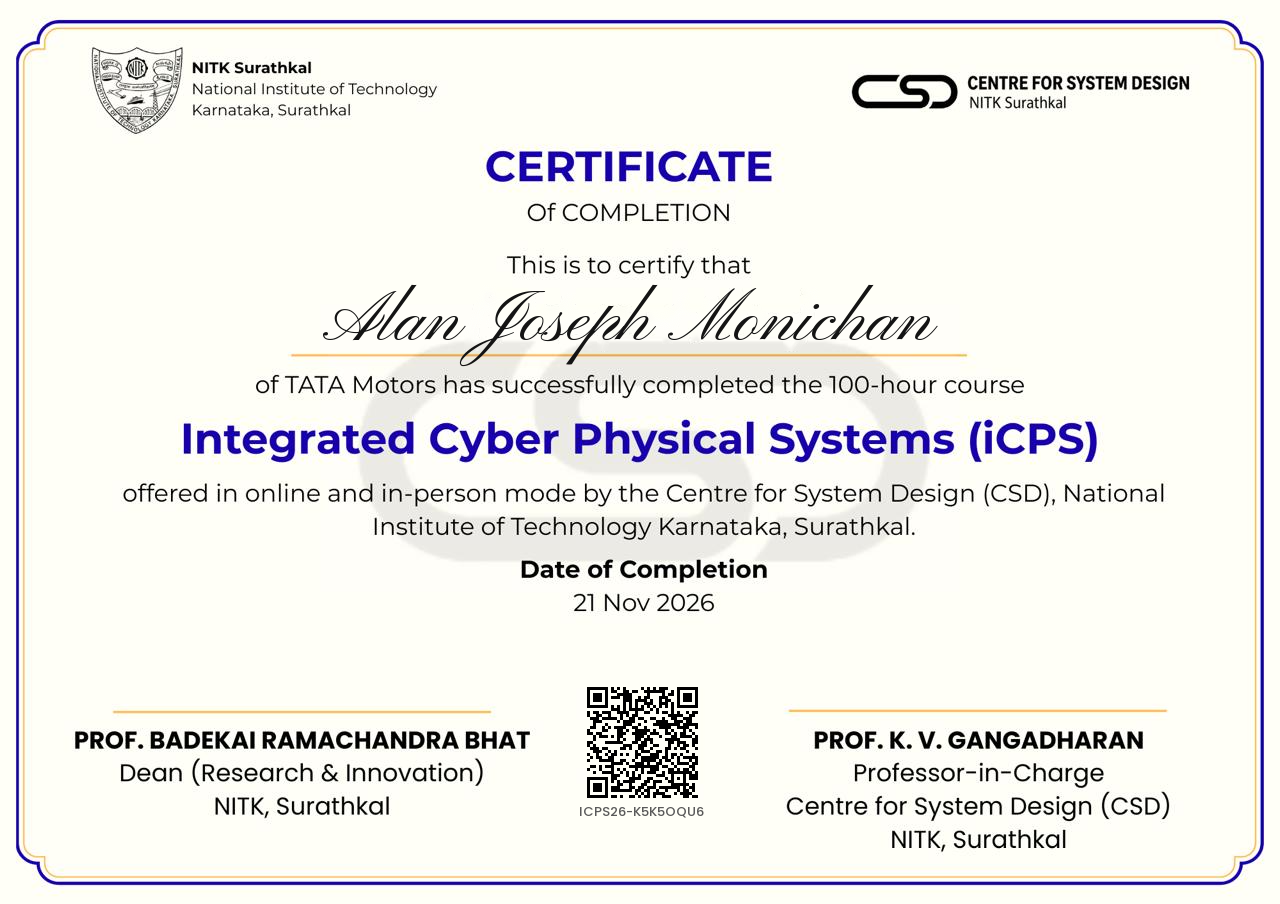 NITK Surathkal
National Institute of Technology
Karnataka, Surathkal
CENTRE FOR SYSTEM DESIGN
NITK Surathkal
CERTIFICATE
Of COMPLETION
This is to certify that
Alan Joseph Monichan
of TATA Motors has successfully completed the 100-hour course
Integrated Cyber Physical Systems (iCPS)
offered in online and in-person mode by the Centre for System Design (CSD), National
Institute of Technology Karnataka, Surathkal.
Date of Completion
21 Nov 2026
PROF. BADEKAI RAMACHANDRA BHAT
Dean (Research & Innovation)
NITK, Surathkal
ICPS26-K5K5OQU6
PROF. K. V. GANGADHARAN
Professor-in-Charge
Centre for System Design (CSD)
NITK, Surathkal